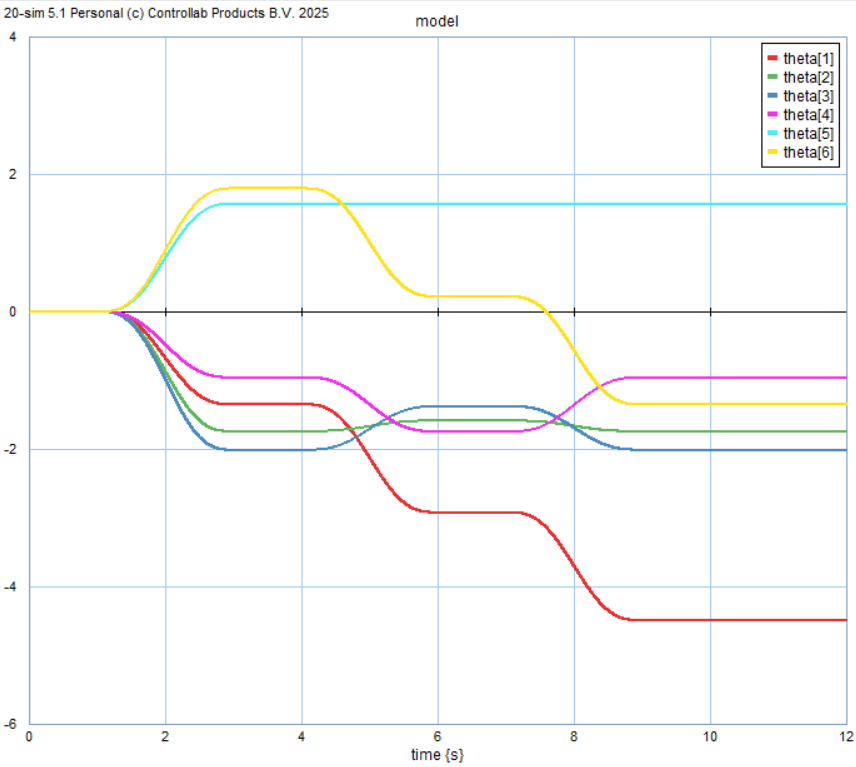 20-sim 5.1 Personal (c) Controllab Products B.V. 2025
model
4
2
0
-2
-4
-6
theta[1]
theta[2]
theta[3]
theta[4]
theta[5]
theta[6]
0 2 4 6 8 10 12
time {s}